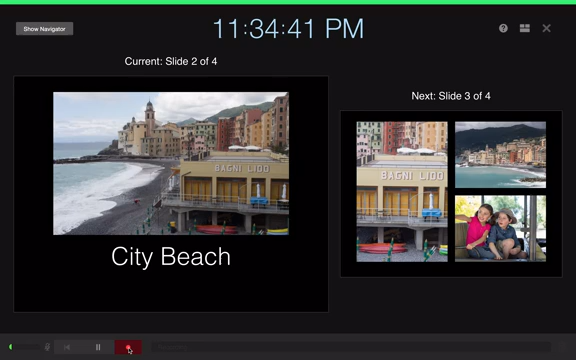 Show Navigator
11:34:41 PM
Current: Slide 2 of 4
Next: Slide 3 of 4
BAGNI LIDO
BAGNI LIDO
City Beach